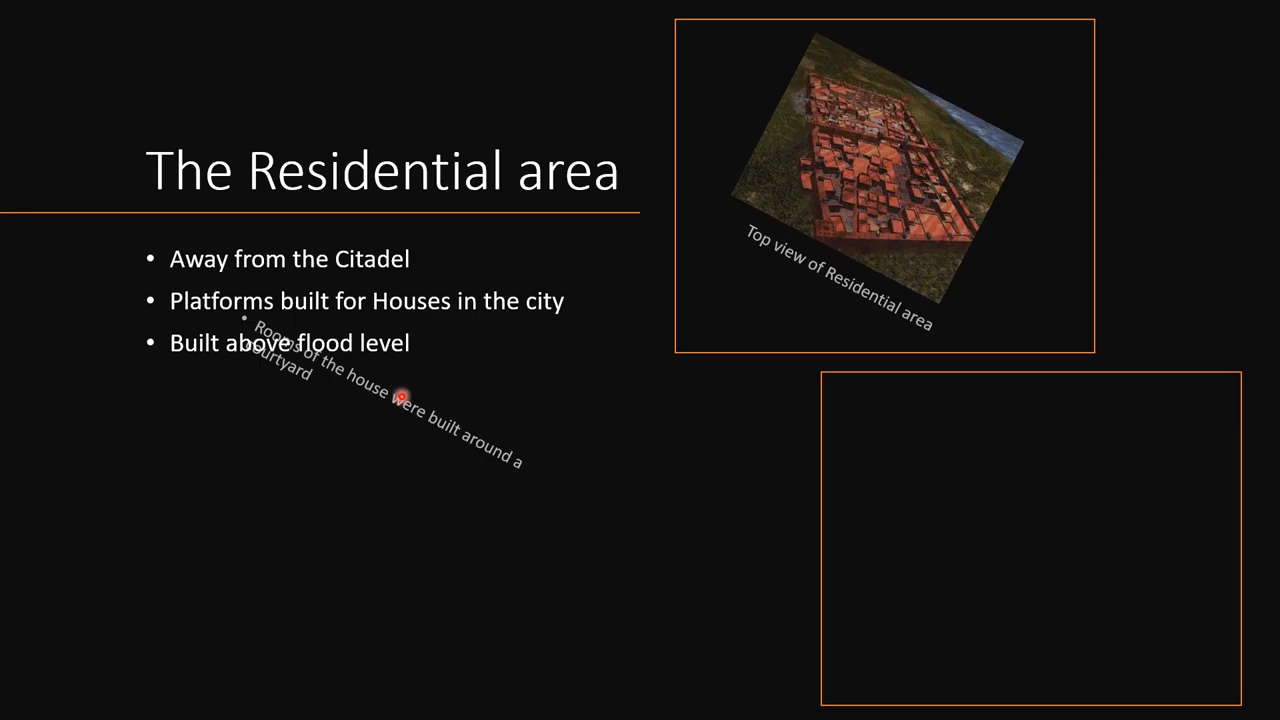 The Residential area
• Away from the Citadel
• Platforms built for Houses in the city
• Built above flood level
• Rooms of the house were built around a
courtyard
Top view of Residential area